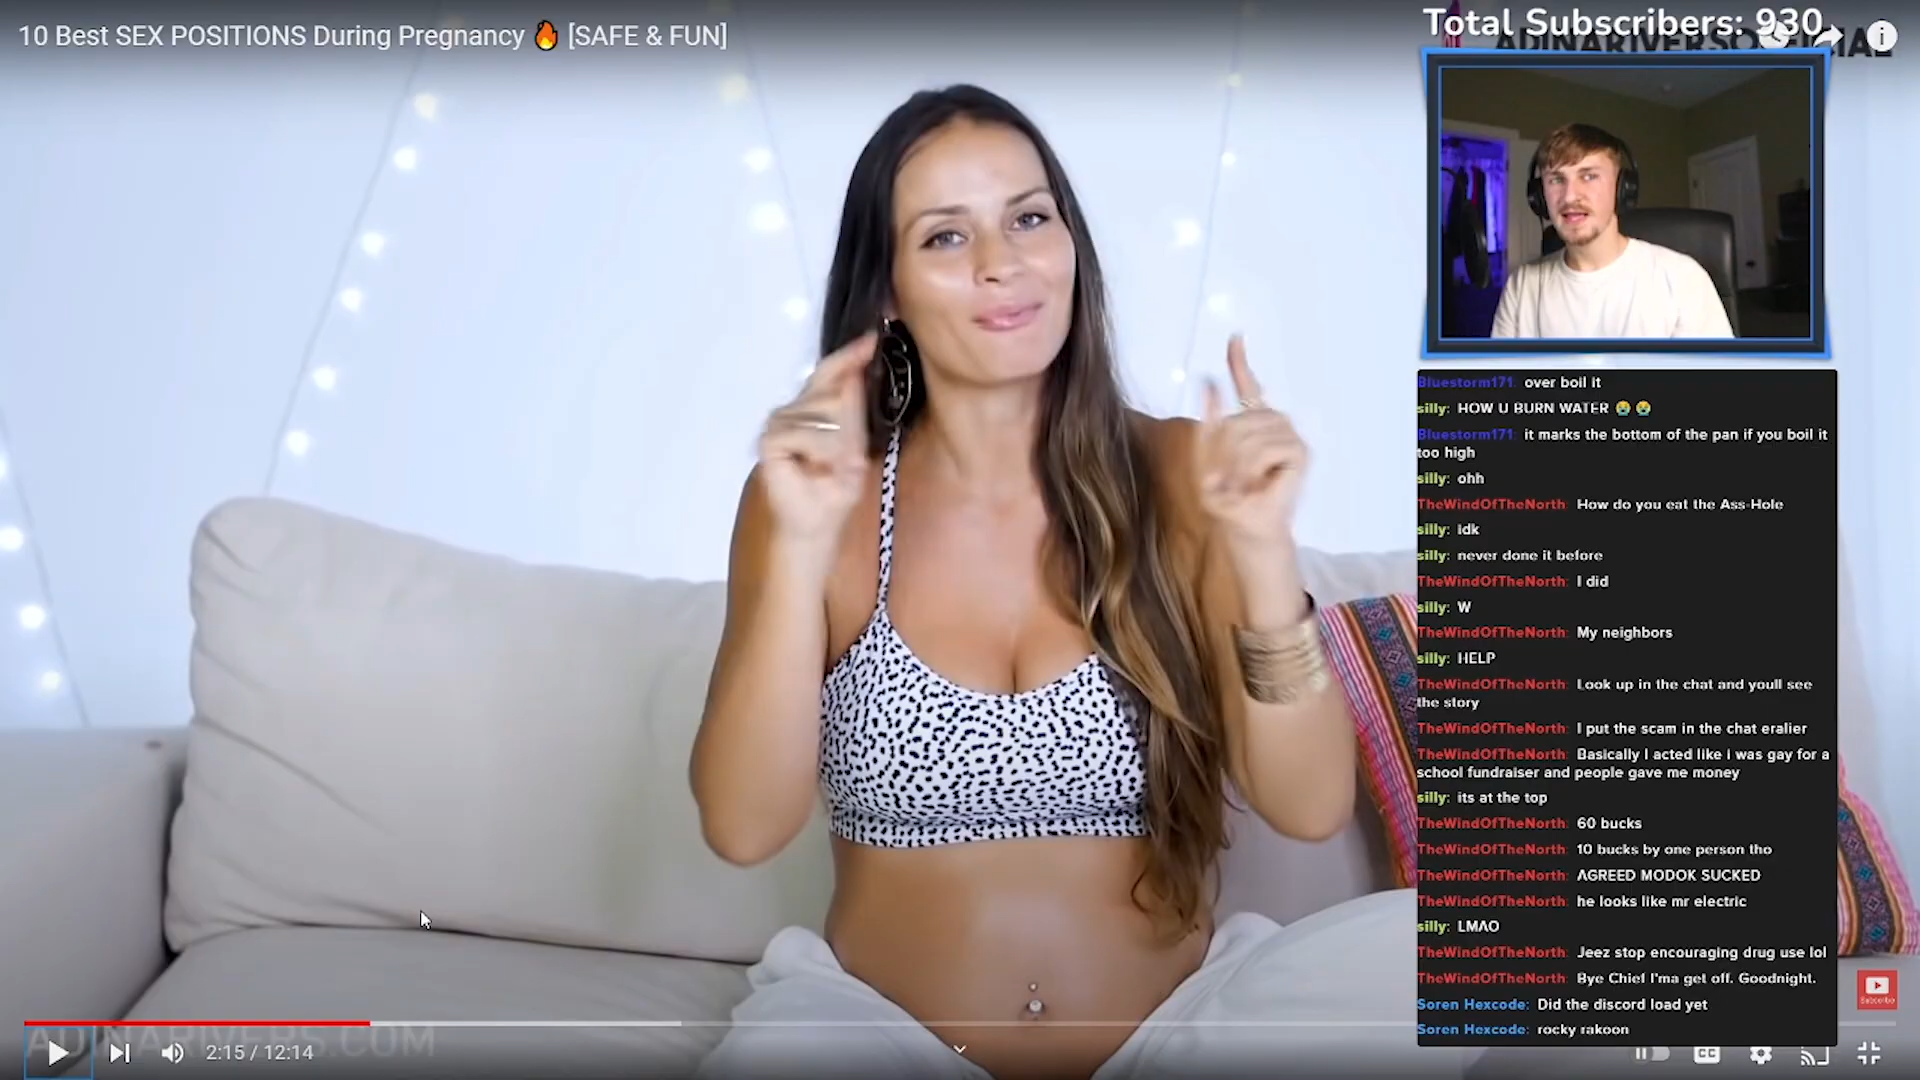 10 Best SEX POSITIONS During Pregnancy 🔥 [SAFE & FUN]
Total Subscribers: 930
ADINARIVERSOFFICIAL
Bluestorm171: over boil it
silly: HOW U BURN WATER 😭 😭
Bluestorm171: it marks the bottom of the pan if you boil it
too high
silly: ohh
TheWindOfTheNorth: How do you eat the Ass-Hole
silly: idk
silly: never done it before
TheWindOfTheNorth: I did
silly: W
TheWindOfTheNorth: My neighbors
silly: HELP
TheWindOfTheNorth: Look up in the chat and youll see
the story
TheWindOfTheNorth: I put the scam in the chat eralier
TheWindOfTheNorth: Basically I acted like i was gay for a
school fundraiser and people gave me money
silly: its at the top
TheWindOfTheNorth: 60 bucks
TheWindOfTheNorth: 10 bucks by one person tho
TheWindOfTheNorth: AGREED MODOK SUCKED
TheWindOfTheNorth: he looks like mr electric
silly: LMAO
TheWindOfTheNorth: Jeez stop encouraging drug use lol
TheWindOfTheNorth: Bye Chief I'ma get off. Goodnight.
Soren Hexcode: Did the discord load yet
Soren Hexcode: rocky rakoon
Subscribe
ADINARIVERS.COM
2:15 / 12:14
CC